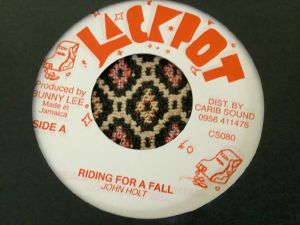 JACKPOT
Produced by
BUNNY LEE
Made in
Jamaica
SIDE A
DIST. BY
CARIB SOUND
0956 411476
CS080
RIDING FOR A FALL
JOHN HOLT